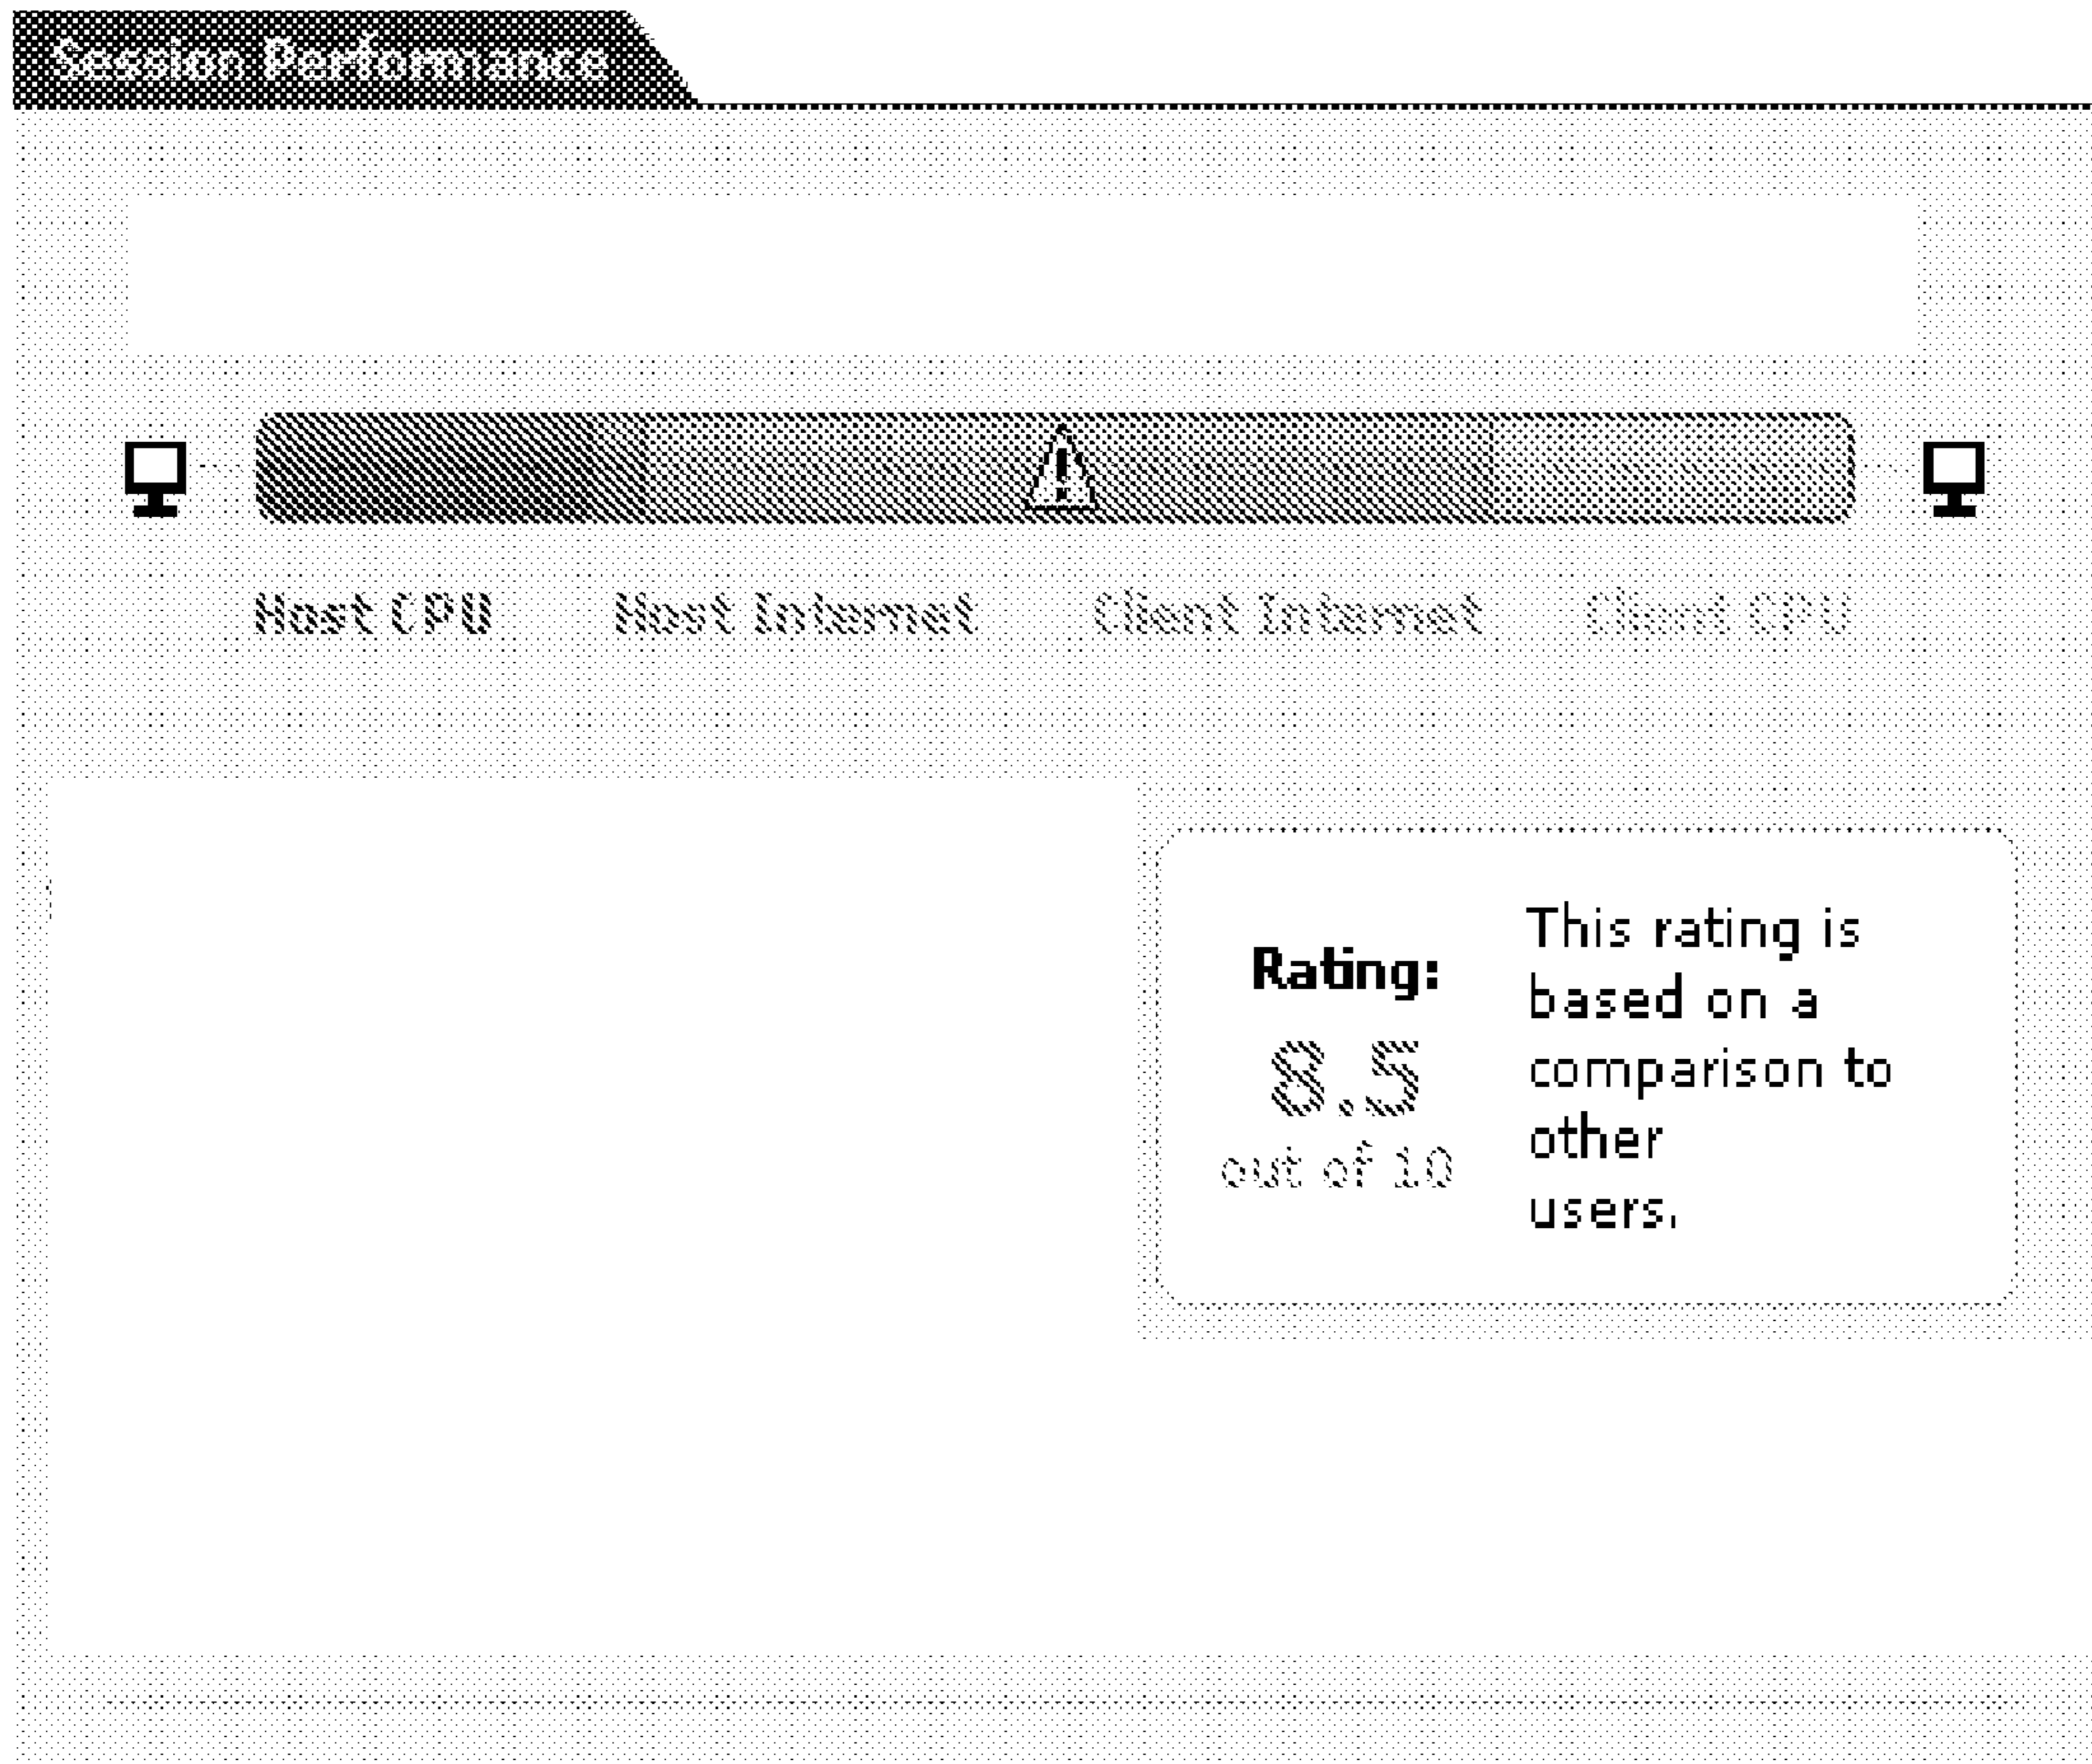 Session Performance
Host CPU Host Internet Client Internet Client CPU
Rating:
8.5
out of 10
This rating is
based on a
comparison to
other
users.